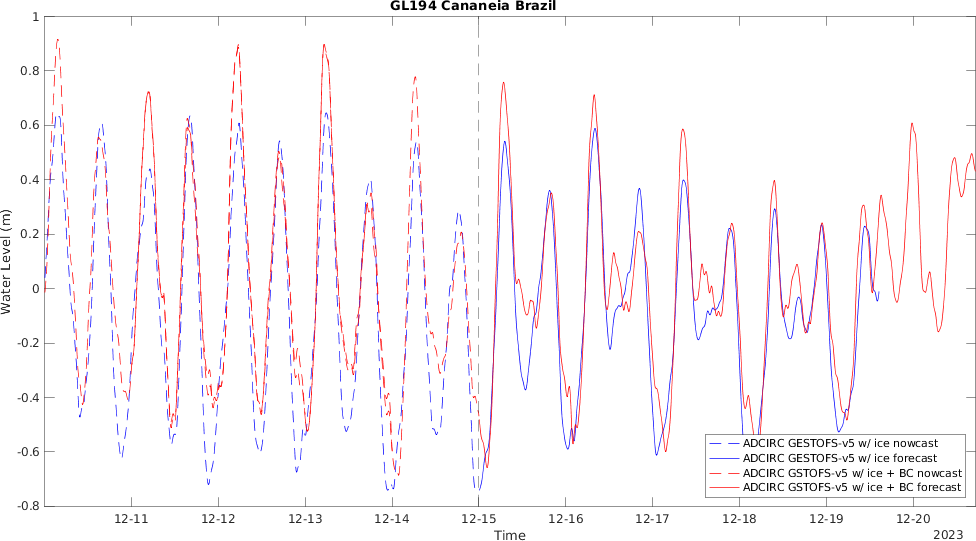 GL194 Cananeia Brazil
Water Level (m)
1
0.8
0.6
0.4
0.2
0
-0.2
-0.4
-0.6
-0.8
12-11 12-12 12-13 12-14 12-15 12-16 12-17 12-18 12-19 12-20
Time
2023
ADCIRC GESTOFS-v5 w/ ice nowcast
ADCIRC GESTOFS-v5 w/ ice forecast
ADCIRC GSTOFS-v5 w/ ice + BC nowcast
ADCIRC GSTOFS-v5 w/ ice + BC forecast